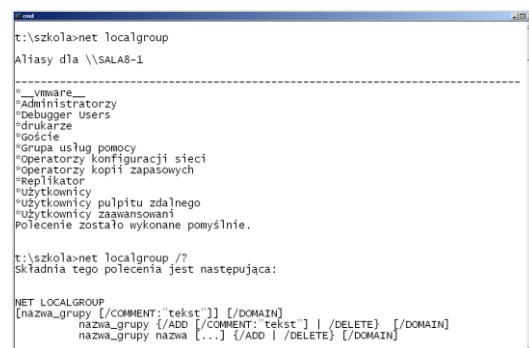 cmd
t:\szkola>net localgroup
Aliasy dla \\SALA8-1
-------------------------------------------------------------------------------
*__vmware__
*Administratorzy
*Debugger Users
*drukarze
*Goście
*Grupa usług pomocy
*Operatorzy konfiguracji sieci
*Operatorzy kopii zapasowych
*Replikator
*Użytkownicy
*Użytkownicy pulpitu zdalnego
*Użytkownicy zaawansowani
Polecenie zostało wykonane pomyślnie.
t:\szkola>net localgroup /?
Składnia tego polecenia jest następująca:
NET LOCALGROUP
[nazwa_grupy [/COMMENT:"tekst"]] [/DOMAIN]
nazwa_grupy {/ADD [/COMMENT:"tekst"] | /DELETE} [/DOMAIN]
nazwa_grupy nazwa [...] {/ADD | /DELETE} [/DOMAIN]